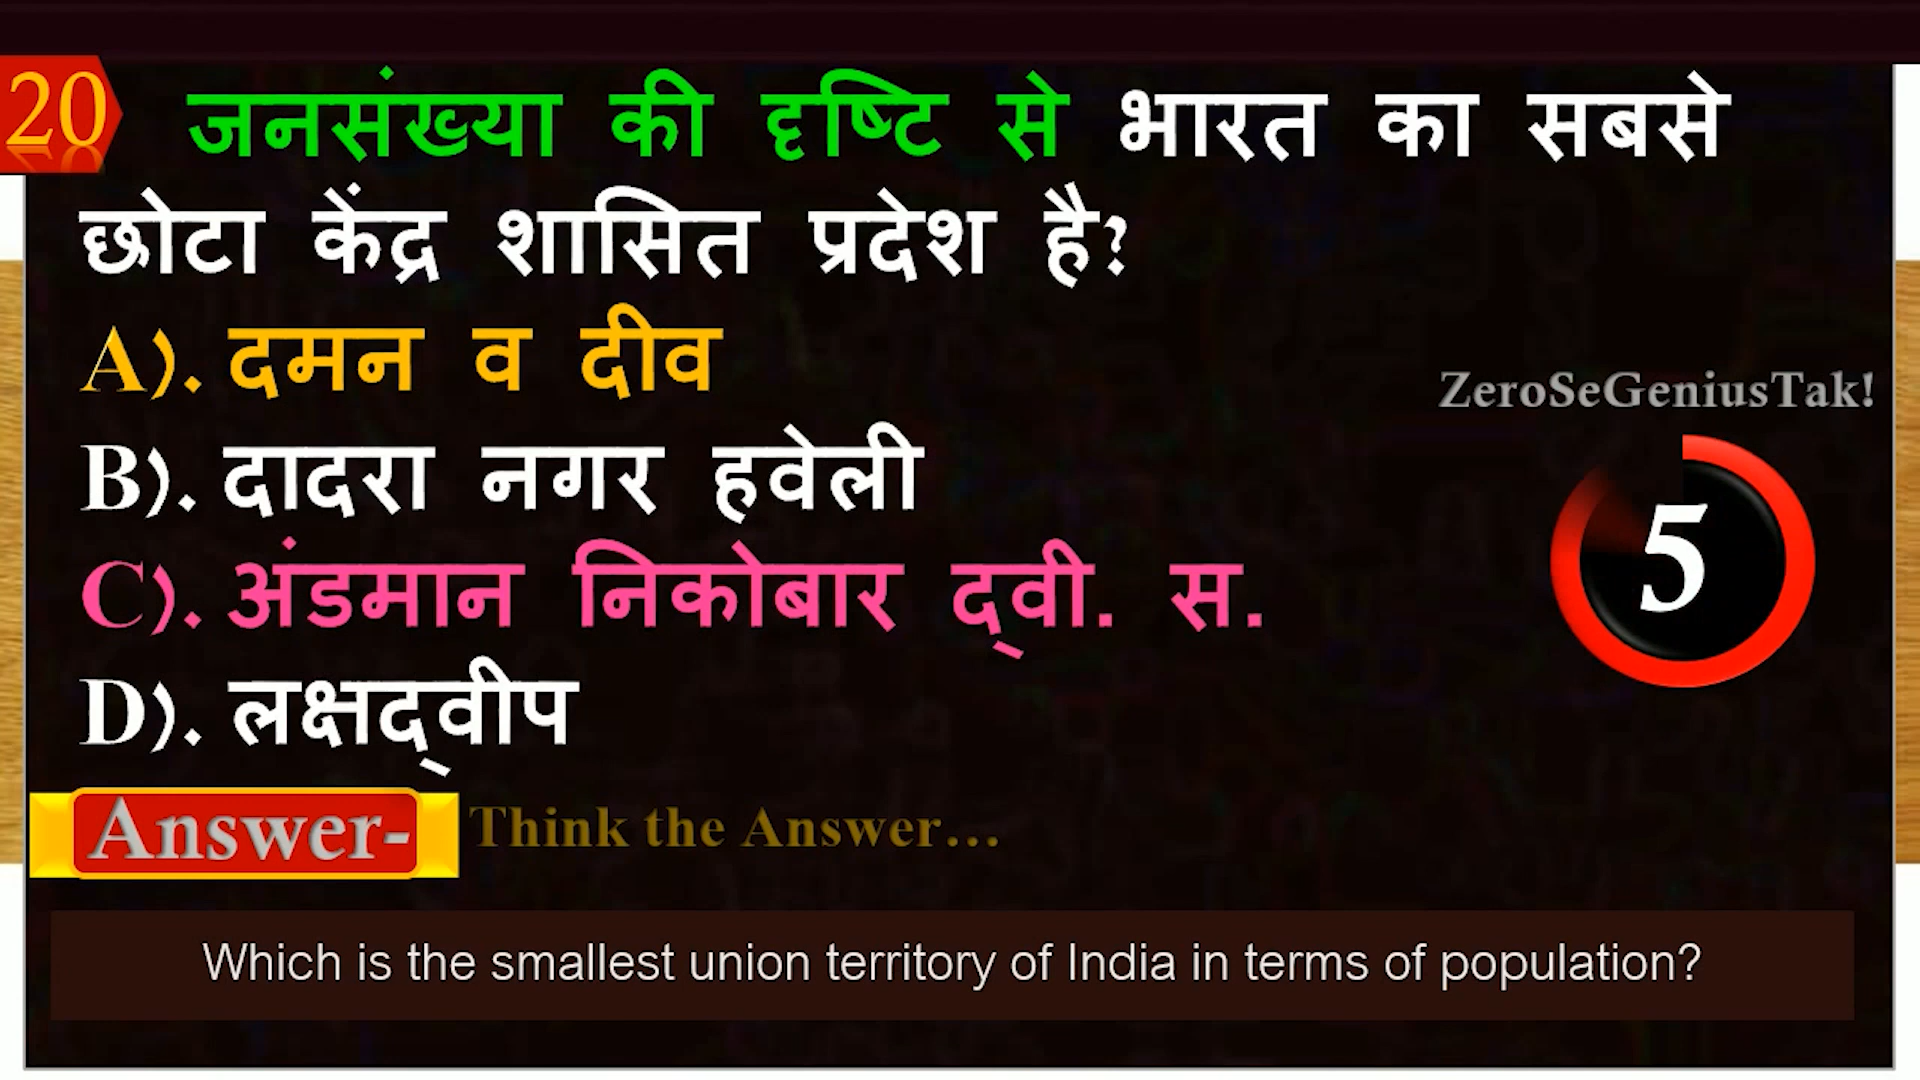 20
जनसंख्या की दृष्टि से भारत का सबसे
छोटा केंद्र शासित प्रदेश है?
A). दमन व दीव
ZeroSeGeniusTak!
B). दादरा नगर हवेली
C). अंडमान निकोबार द्वी. स.
5
D). लक्षद्वीप
Answer- Think the Answer...
Which is the smallest union territory of India in terms of population?